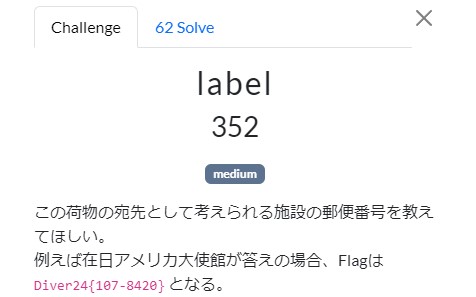 Challenge
62 Solve
label
352
medium
この荷物の宛先として考えられる施設の郵便番号を教え
てほしい。
例えば在日アメリカ大使館が答えの場合、Flagは
Diver24{107-8420} となる。